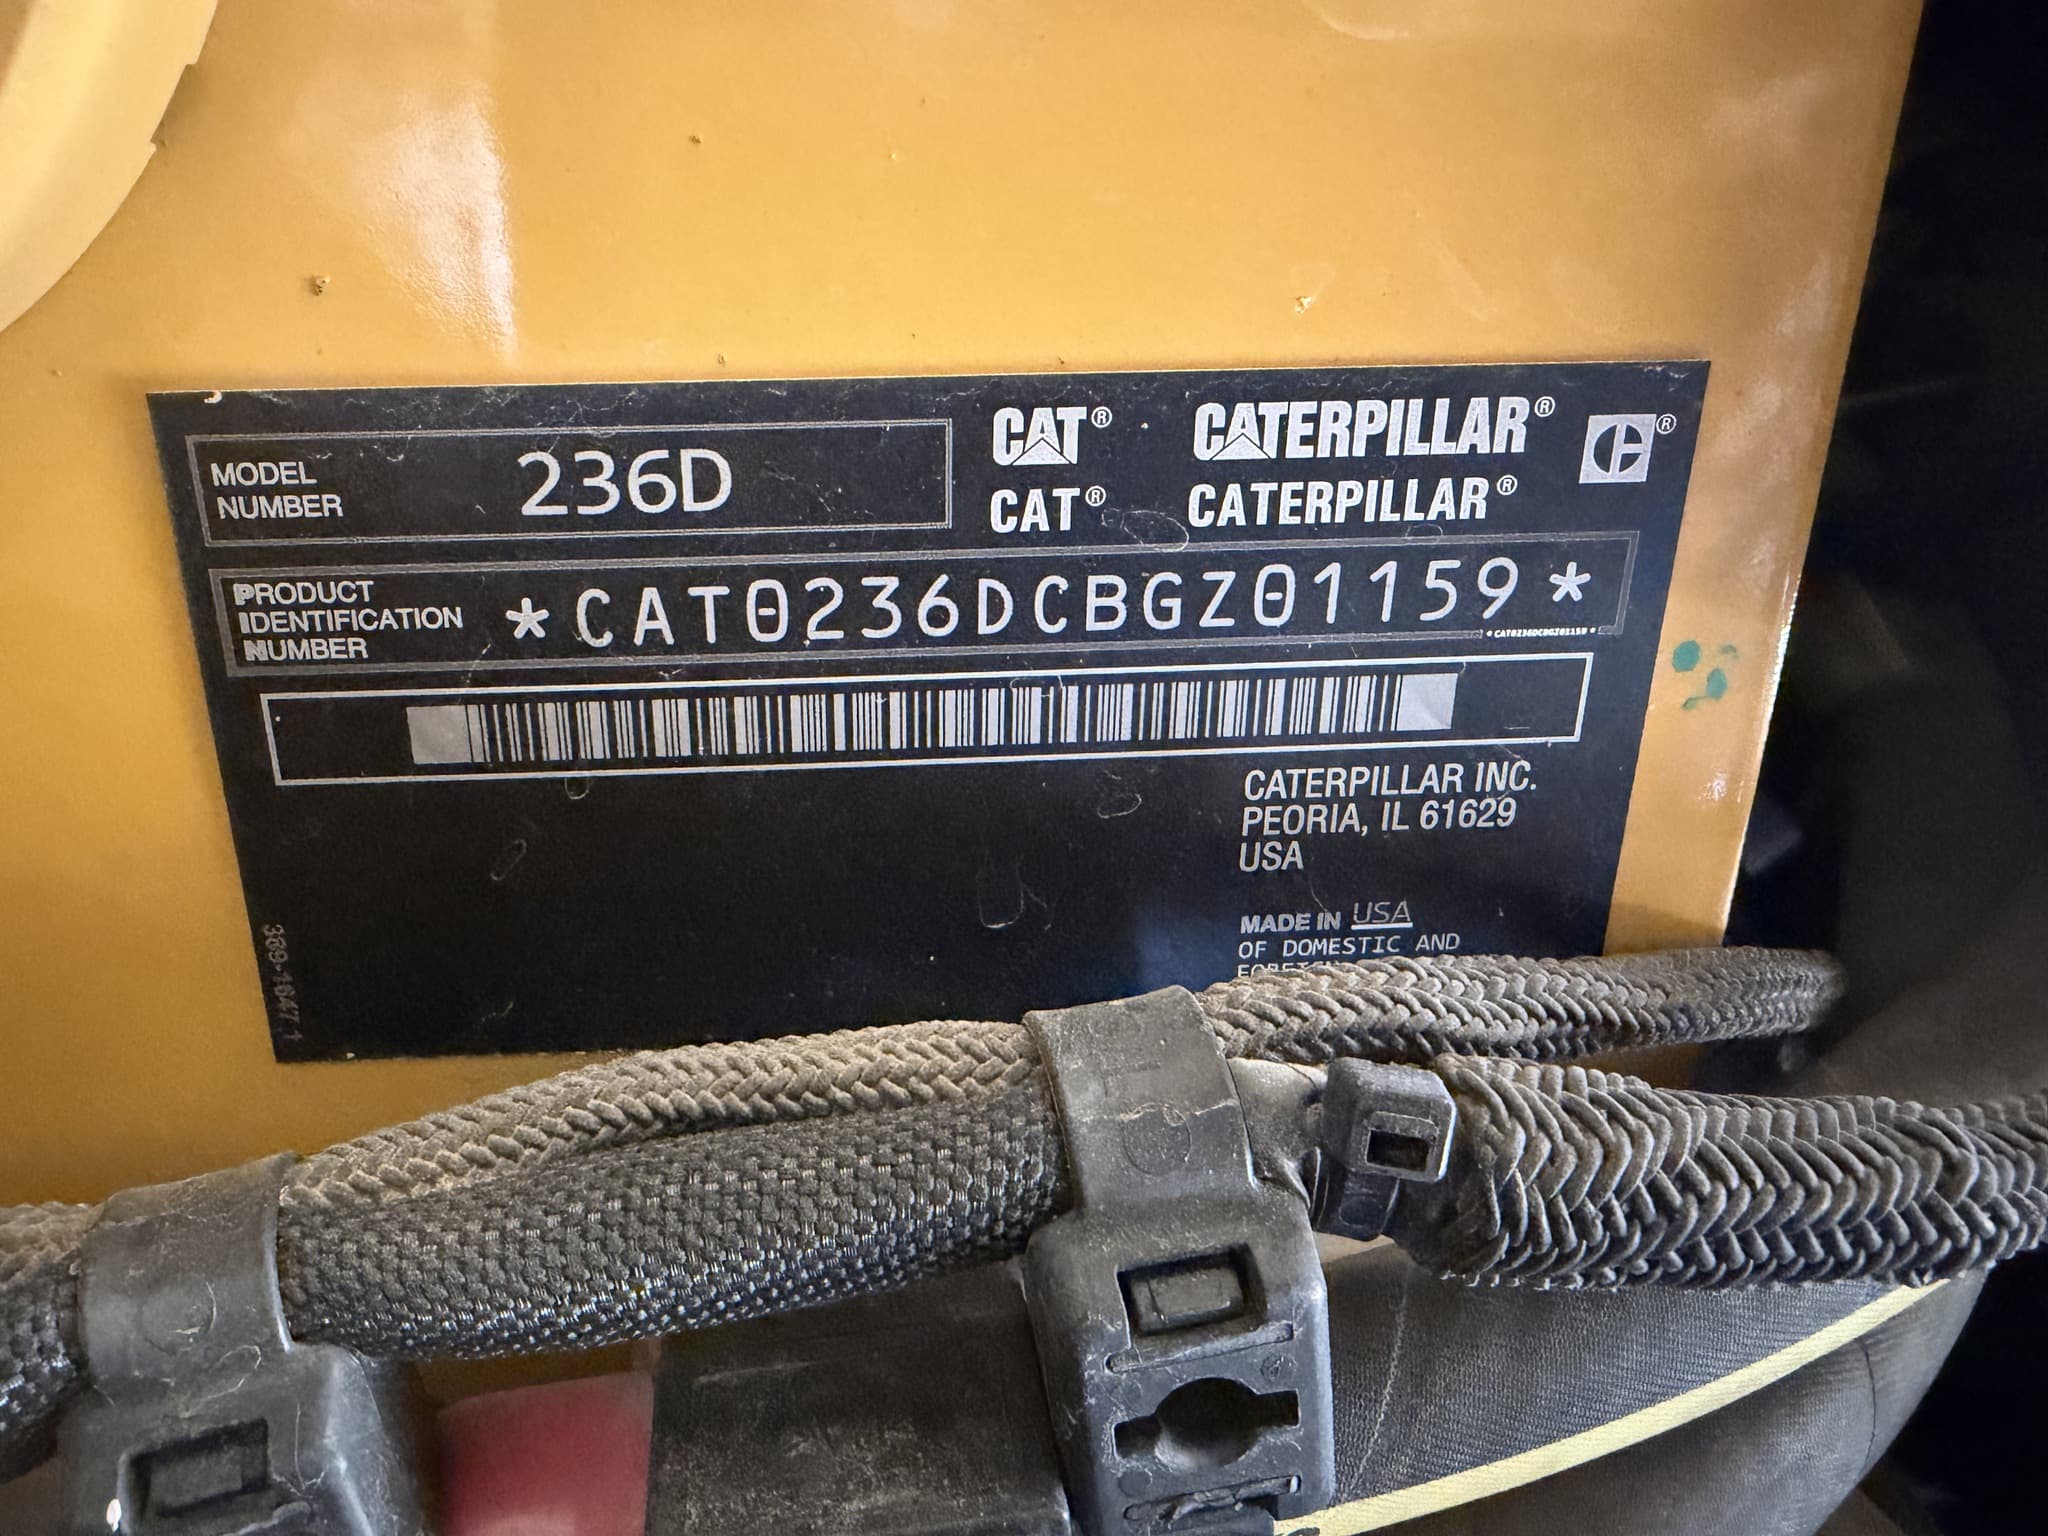 MODEL NUMBER 236D
CAT® CATERPILLAR® ®
CAT® CATERPILLAR®
PRODUCT IDENTIFICATION NUMBER *CAT0236DCBGZ01159*
CATERPILLAR INC.
PEORIA, IL 61629
USA
MADE IN USA
OF DOMESTIC AND